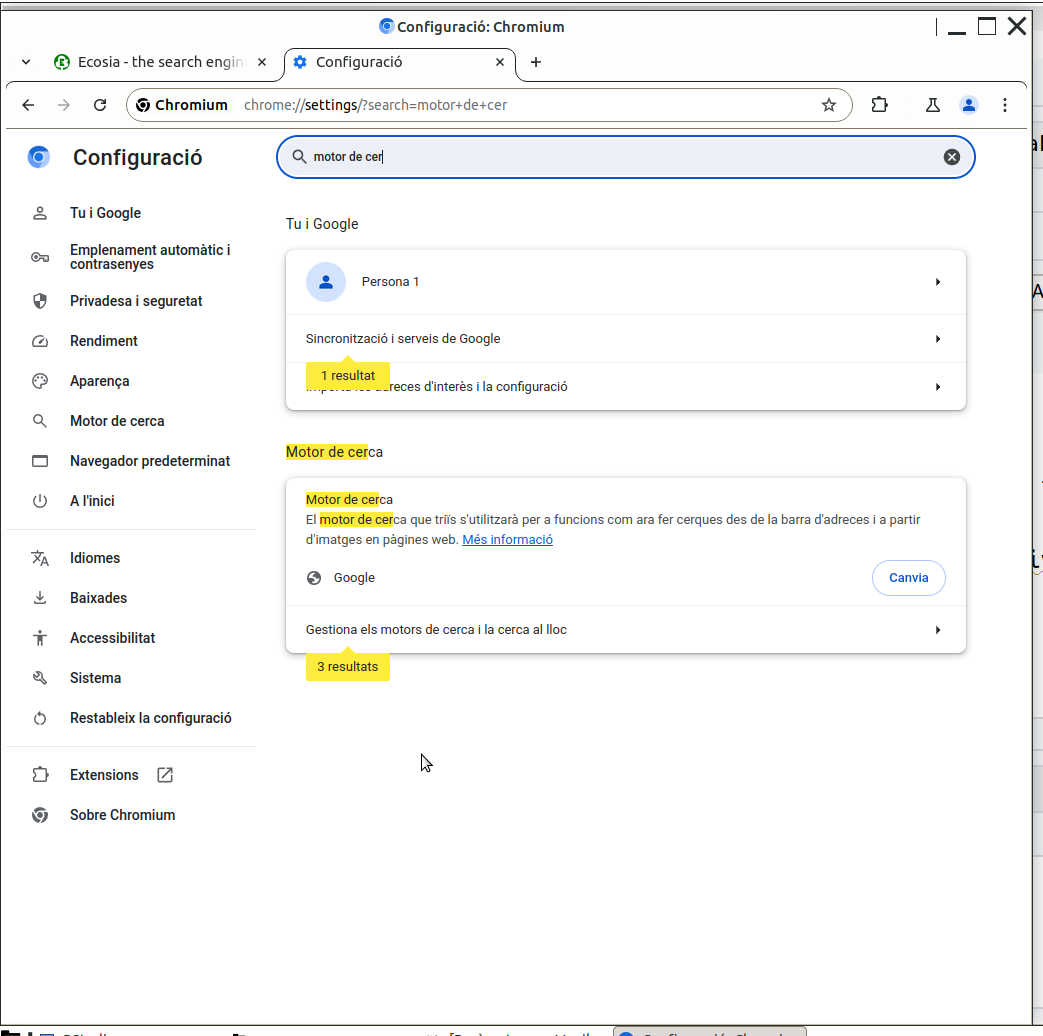 Configuració: Chromium
Ecosia - the search engin
Configuració
Chromium chrome://settings/?search=motor+de+cer
Configuració
motor de cer
Tu i Google
Emplenament automàtic i
contrasenyes
Privadesa i seguretat
Rendiment
Aparença
Motor de cerca
Navegador predeterminat
A l'inici
Idiomes
Baixades
Accessibilitat
Sistema
Restableix la configuració
Extensions
Sobre Chromium
Tu i Google
Persona 1
Sincronització i serveis de Google
1 resultat
d'interès i la configuració
Motor de cerca
Motor de cerca
El motor de cerca que triïs s'utilitzarà per a funcions com ara fer cerques des de la barra d'adreces i a partir
d'imatges en pàgines web. Més informació
Google
Canvia
Gestiona els motors de cerca i la cerca al lloc
3 resultats